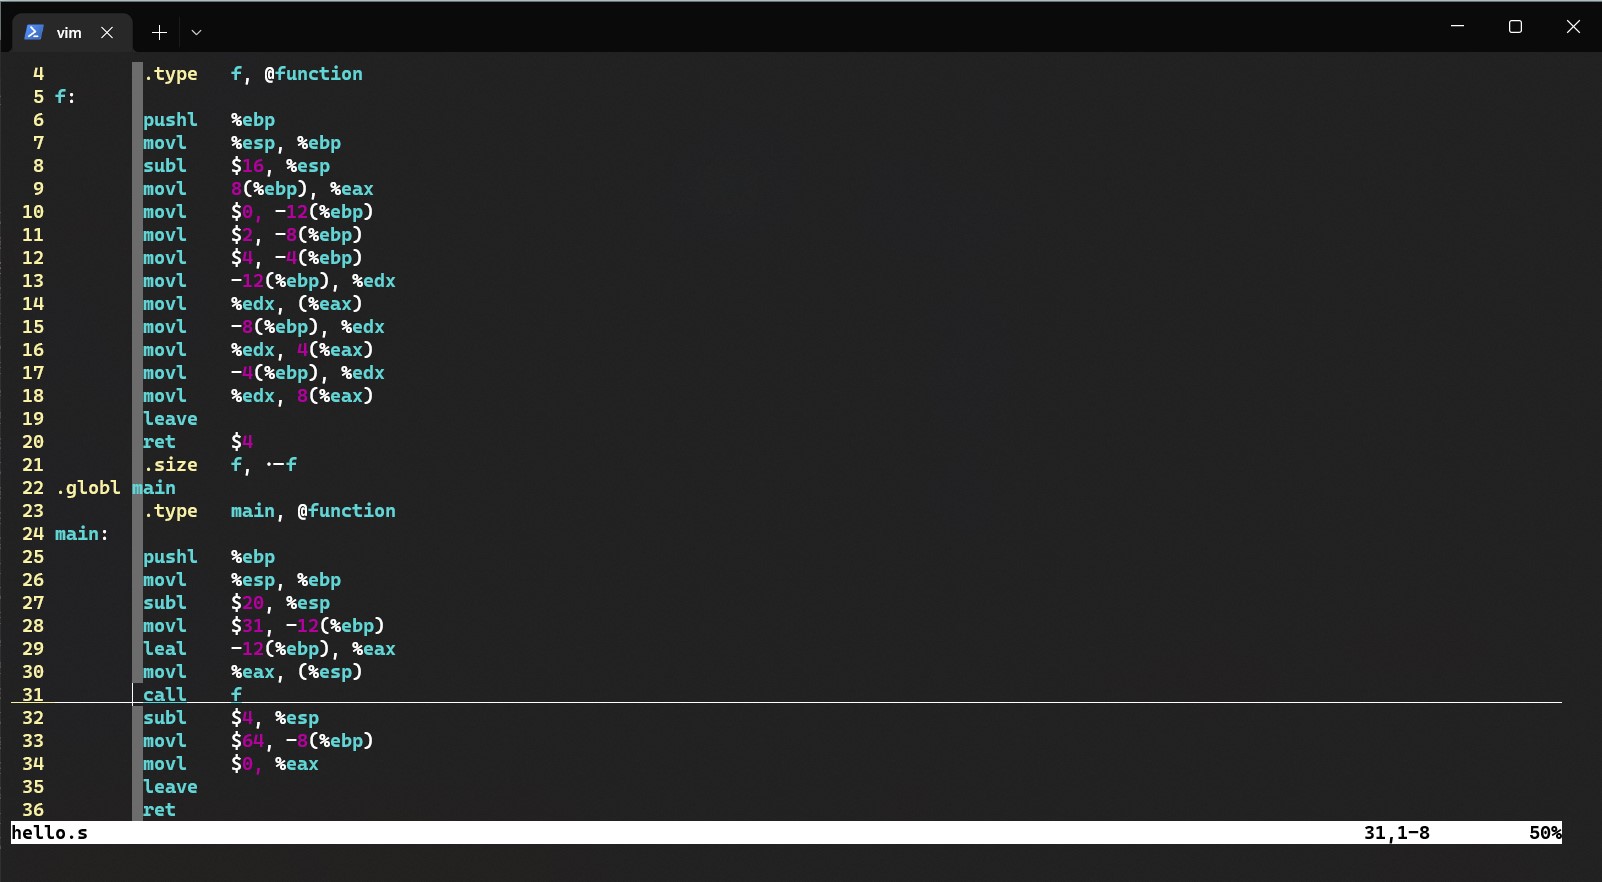 vim
4 .type f, @function
5 f:
6 pushl %ebp
7 movl %esp, %ebp
8 subl $16, %esp
9 movl 8(%ebp), %eax
10 movl $0, -12(%ebp)
11 movl $2, -8(%ebp)
12 movl $4, -4(%ebp)
13 movl -12(%ebp), %edx
14 movl %edx, (%eax)
15 movl -8(%ebp), %edx
16 movl %edx, 4(%eax)
17 movl -4(%ebp), %edx
18 movl %edx, 8(%eax)
19 leave
20 ret $4
21 .size f, .-f
22 .globl main
23 .type main, @function
24 main:
25 pushl %ebp
26 movl %esp, %ebp
27 subl $20, %esp
28 movl $31, -12(%ebp)
29 leal -12(%ebp), %eax
30 movl %eax, (%esp)
31 call f
32 subl $4, %esp
33 movl $64, -8(%ebp)
34 movl $0, %eax
35 leave
36 ret
hello.s 31,1-8 50%